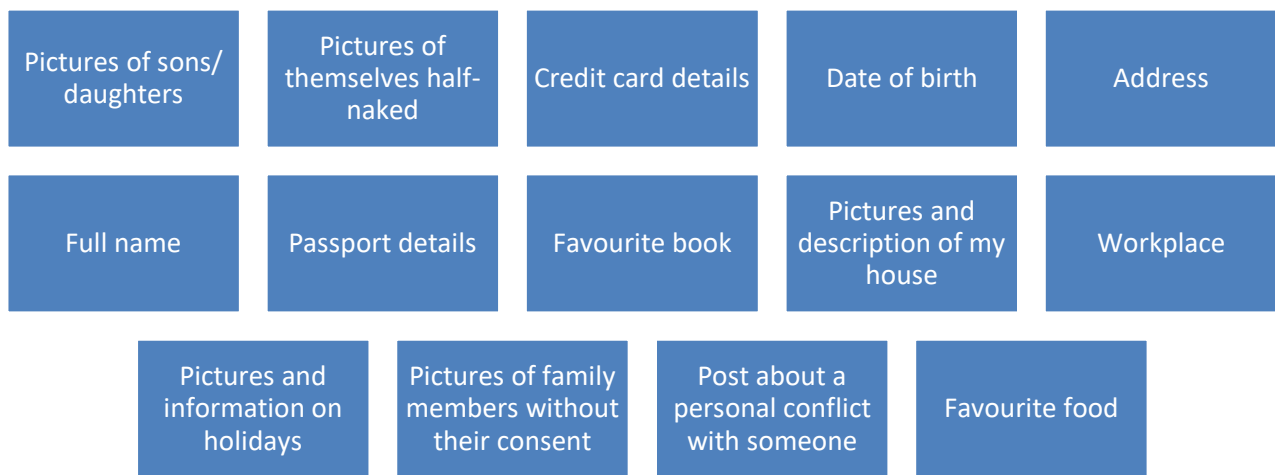 Pictures of sons/
daughters
Pictures of
themselves half-
naked
Credit card details
Date of birth
Address
Full name
Passport details
Favourite book
Pictures and
description of my
house
Workplace
Pictures and
information on
holidays
Pictures of family
members without
their consent
Post about a
personal conflict
with someone
Favourite food